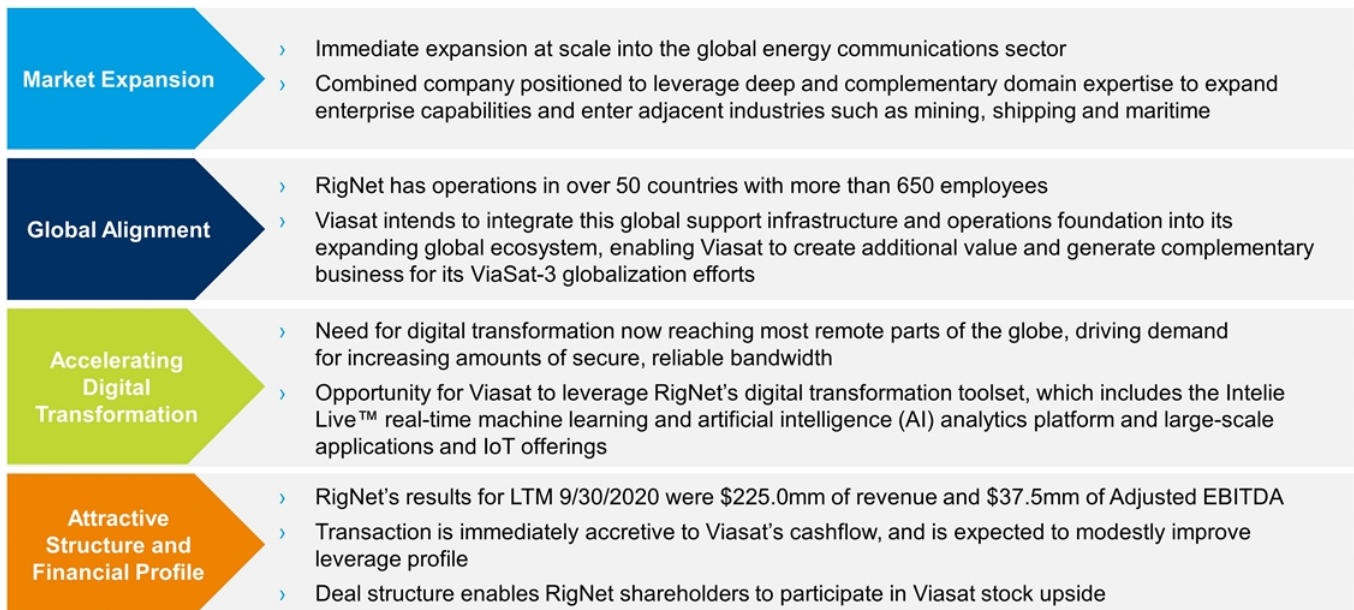 Market Expansion
› Immediate expansion at scale into the global energy communications sector
› Combined company positioned to leverage deep and complementary domain expertise to expand
enterprise capabilities and enter adjacent industries such as mining, shipping and maritime
Global Alignment
› RigNet has operations in over 50 countries with more than 650 employees
› Viasat intends to integrate this global support infrastructure and operations foundation into its
expanding global ecosystem, enabling Viasat to create additional value and generate complementary
business for its ViaSat-3 globalization efforts
Accelerating
Digital
Transformation
› Need for digital transformation now reaching most remote parts of the globe, driving demand
for increasing amounts of secure, reliable bandwidth
› Opportunity for Viasat to leverage RigNet’s digital transformation toolset, which includes the Intelie
Live™ real-time machine learning and artificial intelligence (AI) analytics platform and large-scale
applications and IoT offerings
Attractive
Structure and
Financial Profile
› RigNet’s results for LTM 9/30/2020 were $225.0mm of revenue and $37.5mm of Adjusted EBITDA
› Transaction is immediately accretive to Viasat’s cashflow, and is expected to modestly improve
leverage profile
› Deal structure enables RigNet shareholders to participate in Viasat stock upside